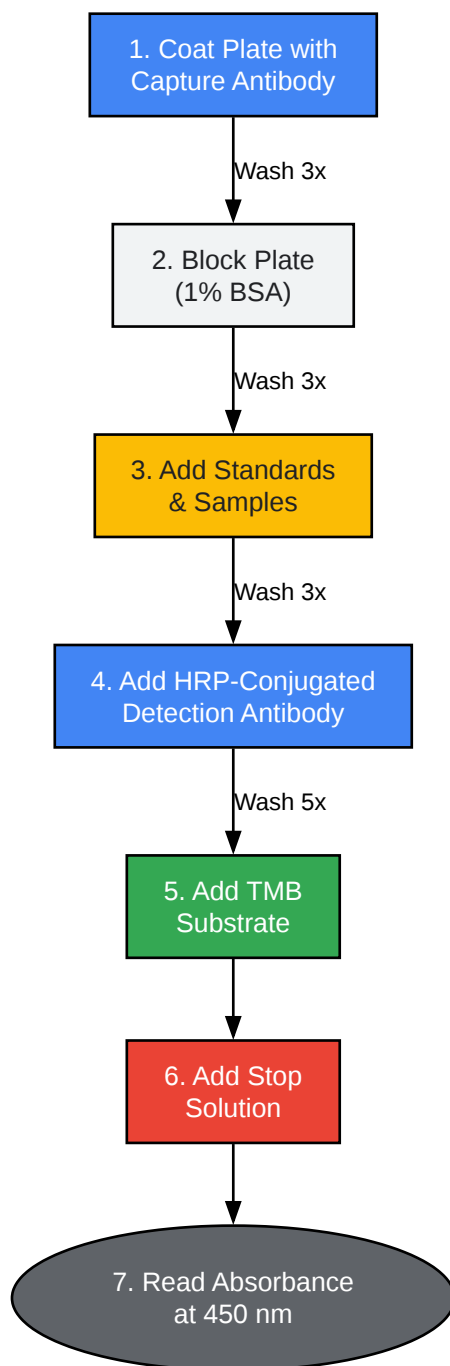 1. Coat Plate with
Capture Antibody
Wash 3x
2. Block Plate
(1% BSA)
Wash 3x
3. Add Standards
& Samples
Wash 3x
4. Add HRP-Conjugated
Detection Antibody
Wash 5x
5. Add TMB
Substrate
6. Add Stop
Solution
7. Read Absorbance
at 450 nm